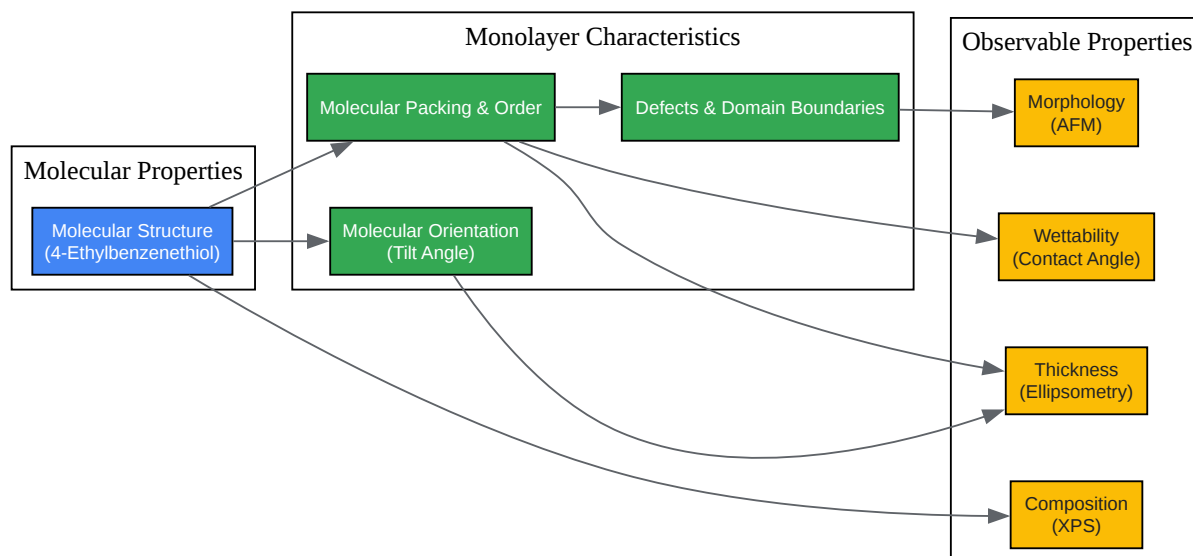 Molecular Properties
Molecular Structure
(4-Ethylbenzenethiol)
Monolayer Characteristics
Molecular Packing & Order
Defects & Domain Boundaries
Molecular Orientation
(Tilt Angle)
Observable Properties
Morphology
(AFM)
Wettability
(Contact Angle)
Thickness
(Ellipsometry)
Composition
(XPS)